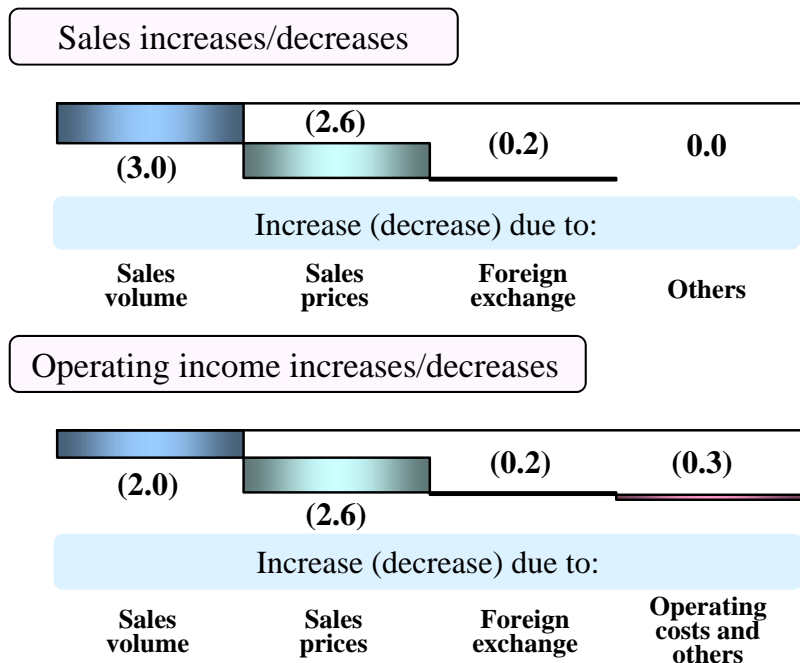 Sales increases/decreases
(2.6)
(0.2)
0.0
(3.0)
Increase (decrease) due to:
Sales
volume
Sales
prices
Foreign
exchange
Others
Operating income increases/decreases
(0.2)
(0.3)
(2.0)
(2.6)
Increase (decrease) due to:
Sales
volume
Sales
prices
Foreign
exchange
Operating
costs and
others